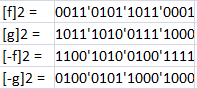 [f]2 = 0011'0101'1011'0001
[g]2 = 1011'1010'0111'1000
[-f]2 = 1100'1010'0100'1111
[-g]2 = 0100'0101'1000'1000